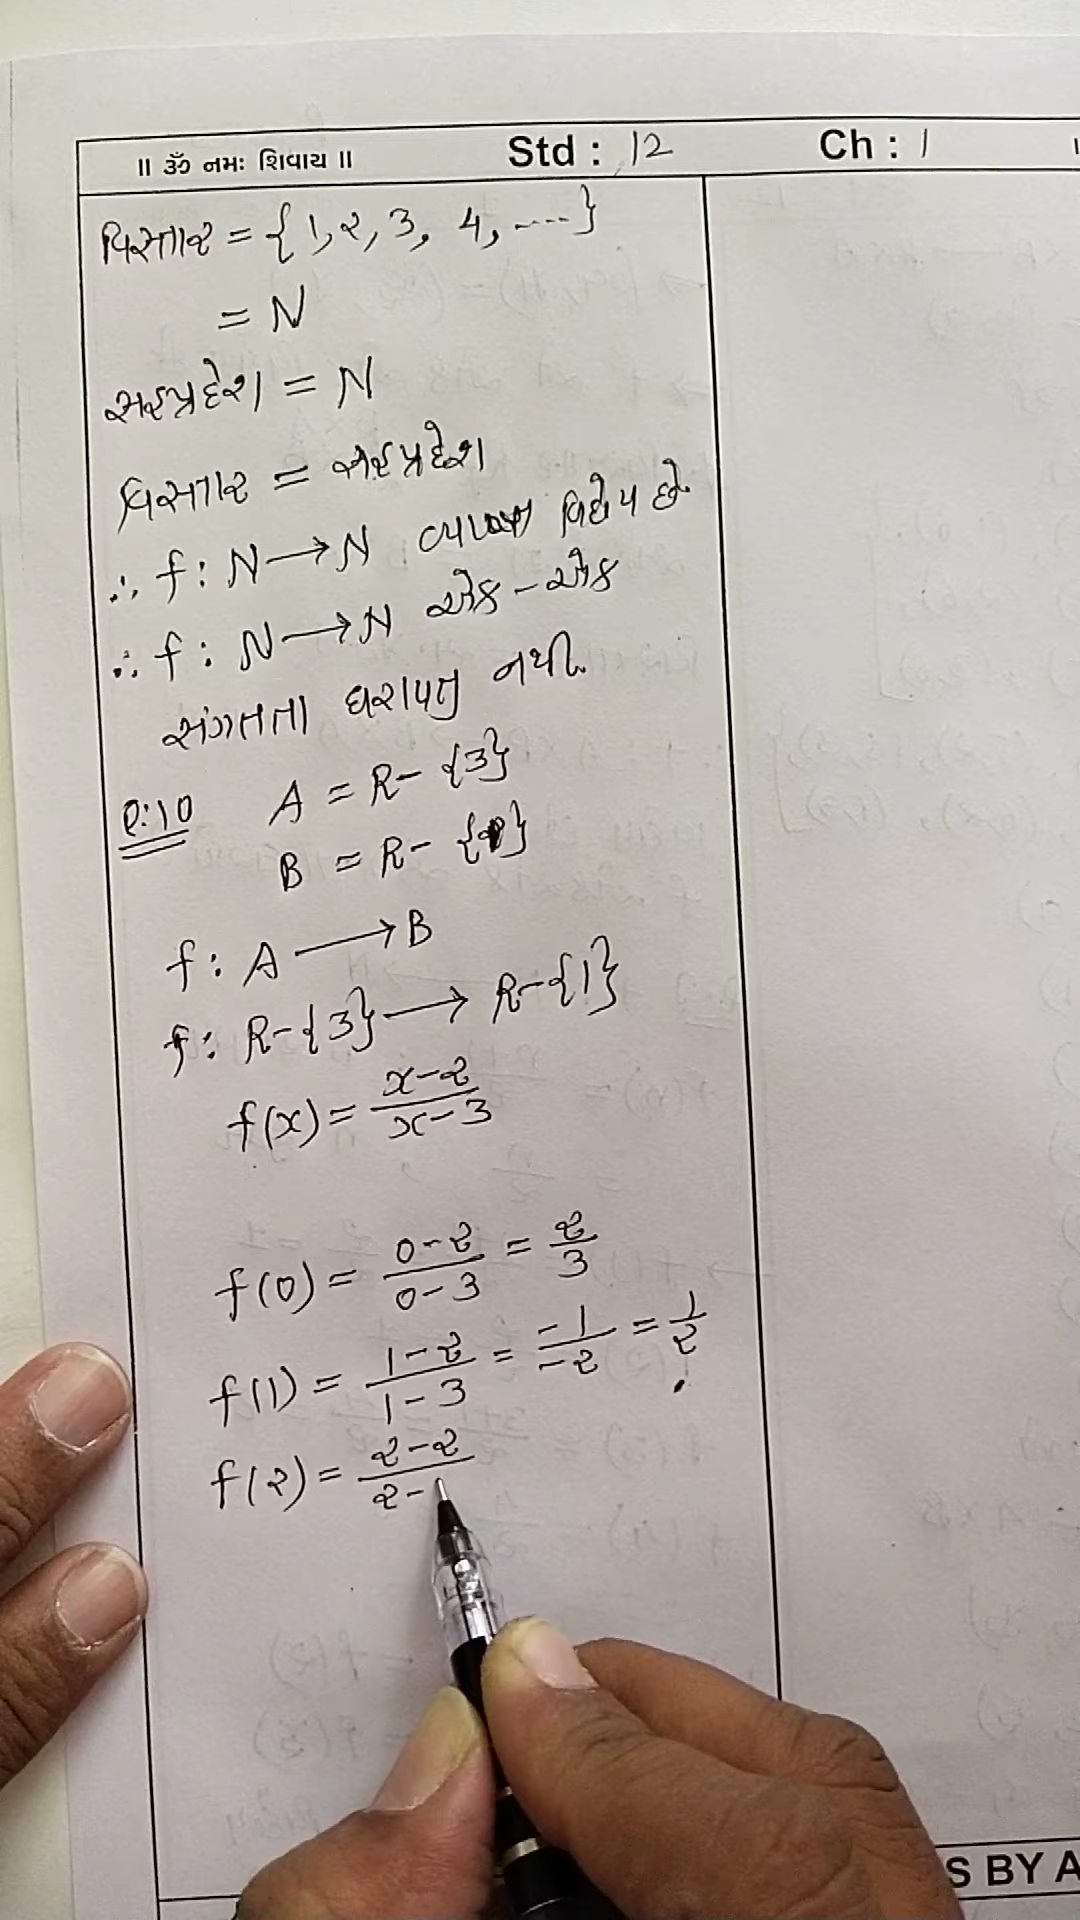 ॥ ૐ નમઃ શિવાય ॥ Std : 12 Ch : 1
વિસ્તાર = {1, 2, 3, 4, ....}
= N
સહપ્રદેશ = N
વિસ્તાર = સહપ્રદેશ
∴ f : N → N વ્યાપ્ત વિધેય છે
∴ f : N → N એક-એક
સંગતતા ધરાવતુ નથી.
Q:10 A = R- {3}
B = R- {1}
f : A → B
f : R-{3} → R-{1}
f(x) = x-2 / x-3
f(0) = 0-2 / 0-3 = 2/3
f(1) = 1-2 / 1-3 = -1/-2 = 1/2
f(2) = 2-2 / 2-
S BY A